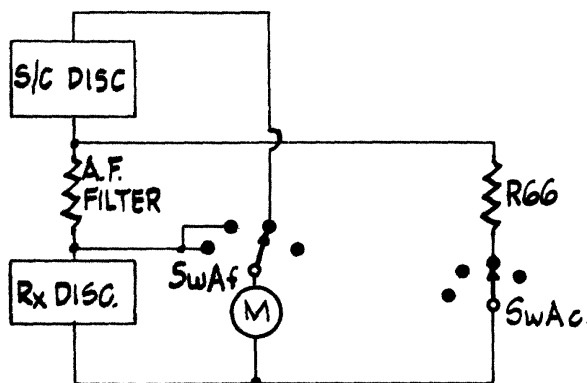 S/C DISC
A.F.
FILTER
R66
SwAf
Rx DISC.
M
SwAc.